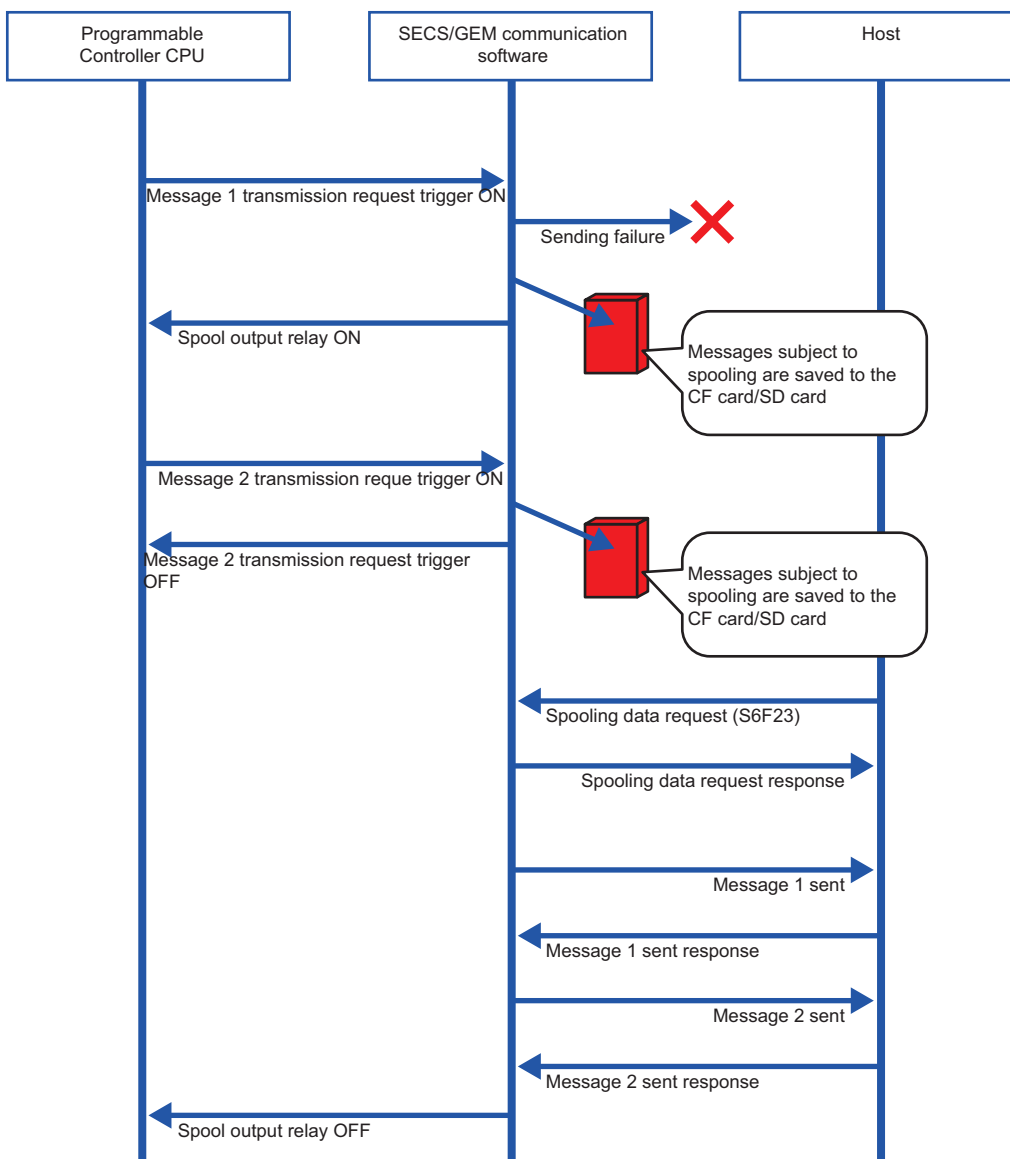 Programmable
Controller CPU
SECS/GEM communication
software
Host
Message 1 transmission request trigger ON
Sending failure
Spool output relay ON
Messages subject to
spooling are saved to the
CF card/SD card
Message 2 transmission reque trigger ON
Message 2 transmission request trigger
OFF
Messages subject to
spooling are saved to the
CF card/SD card
Spooling data request (S6F23)
Spooling data request response
Message 1 sent
Message 1 sent response
Message 2 sent
Message 2 sent response
Spool output relay OFF